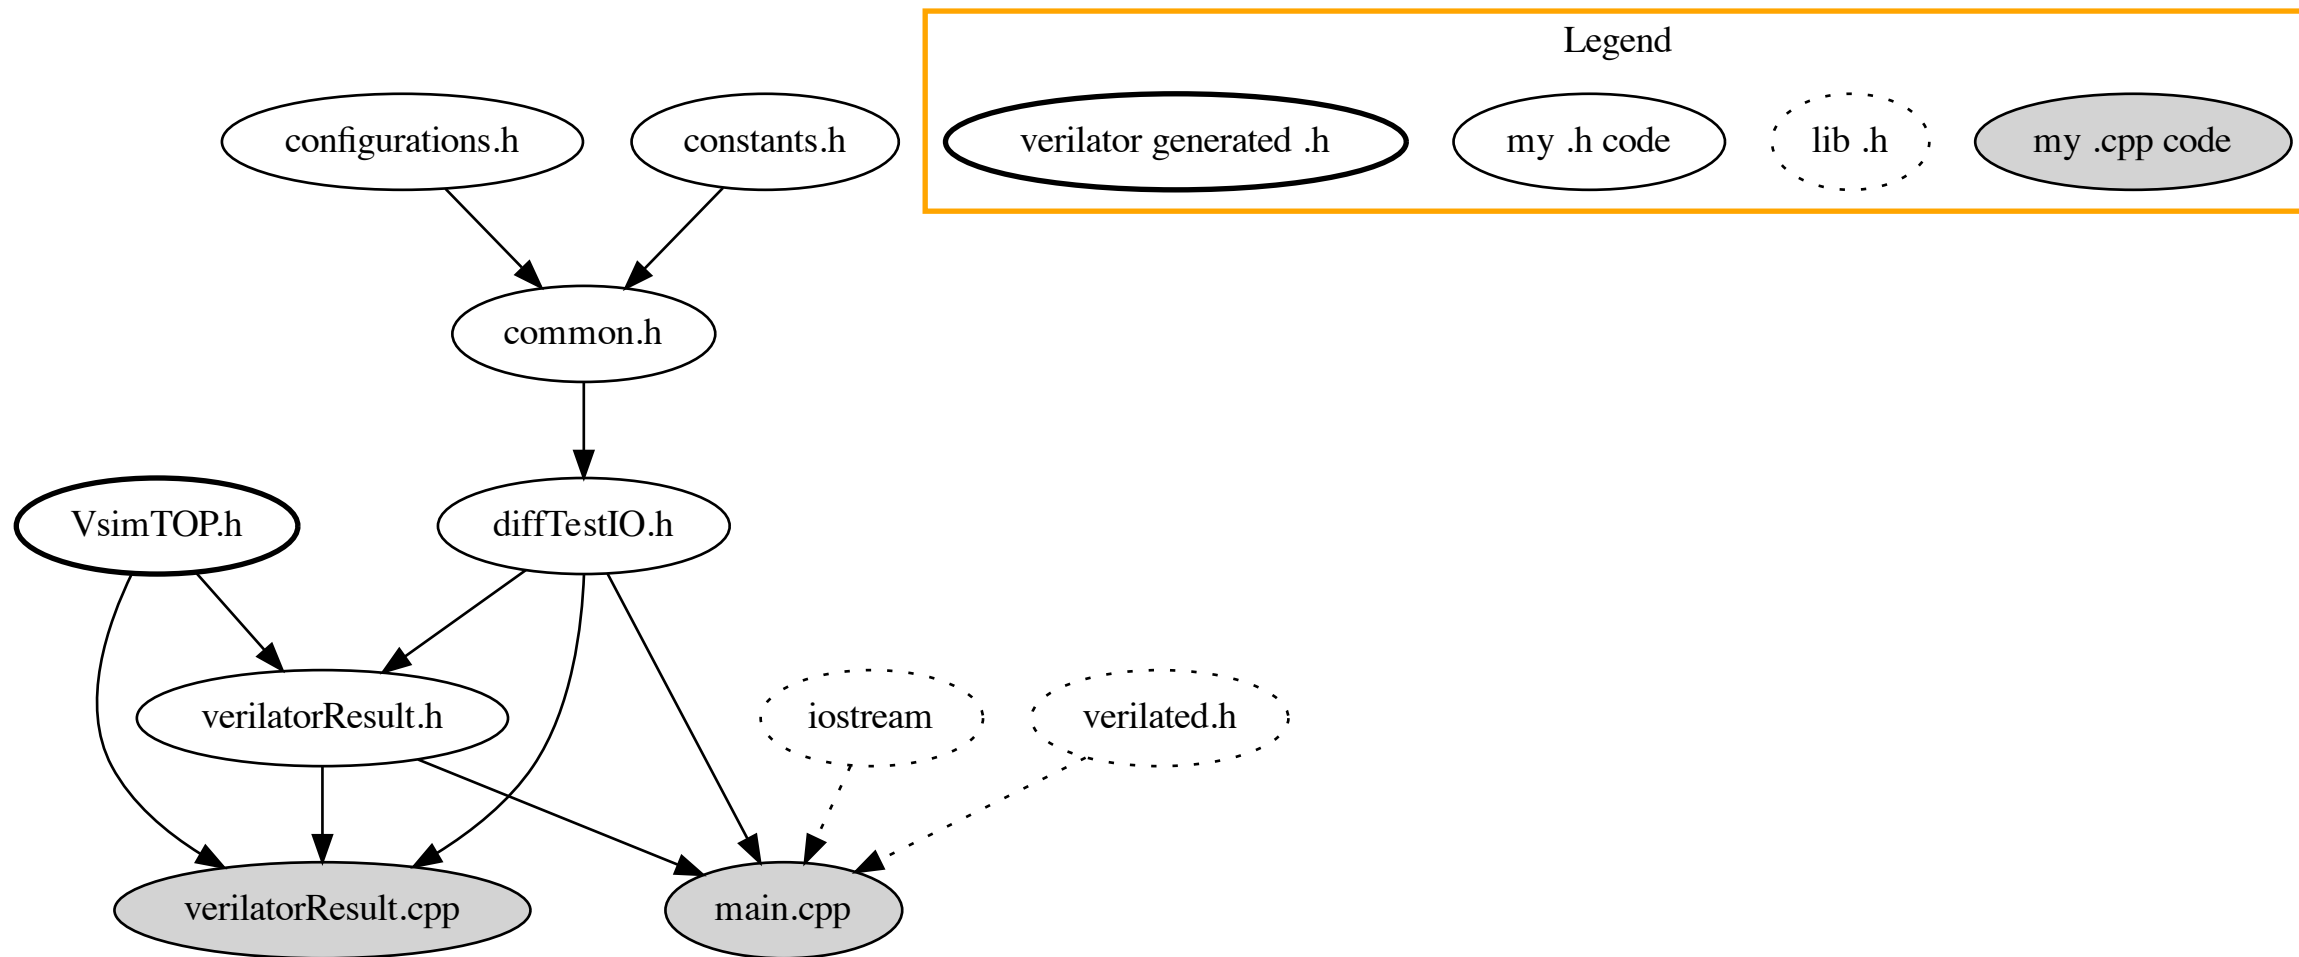 Legend
configurations.h
constants.h
verilator generated .h
my .h code
lib .h
my .cpp code
common.h
VsimTOP.h
diffTestIO.h
verilatorResult.h
iostream
verilated.h
verilatorResult.cpp
main.cpp